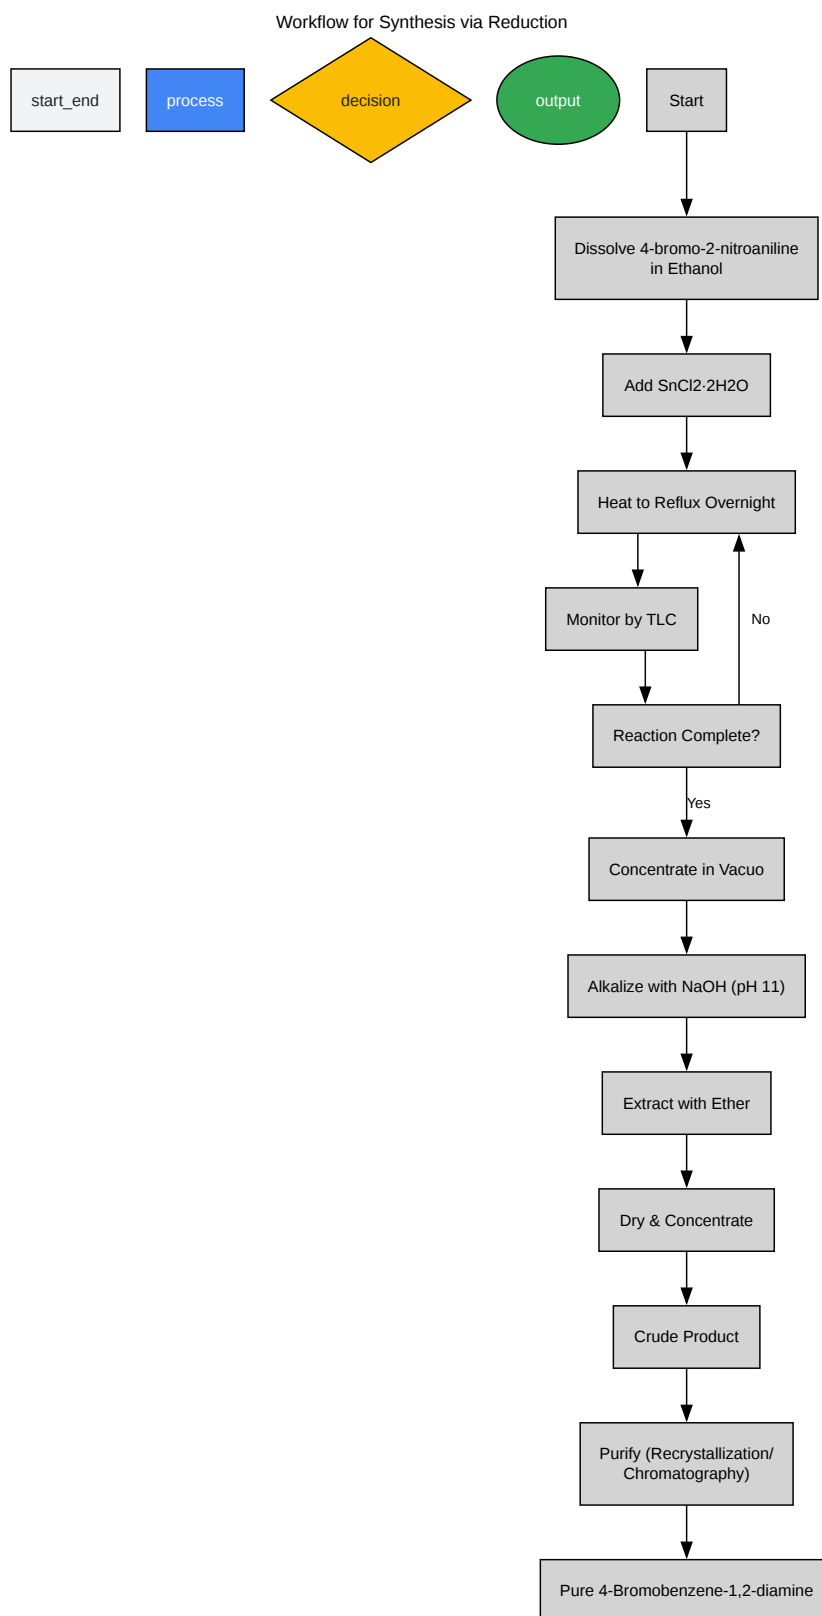 Workflow for Synthesis via Reduction
start_end
process
decision
output
Start
Dissolve 4-bromo-2-nitroaniline
in Ethanol
Add SnCl2·2H2O
Heat to Reflux Overnight
Monitor by TLC
No
Reaction Complete?
Yes
Concentrate in Vacuo
Alkalize with NaOH (pH 11)
Extract with Ether
Dry & Concentrate
Crude Product
Purify (Recrystallization/
Chromatography)
Pure 4-Bromobenzene-1,2-diamine